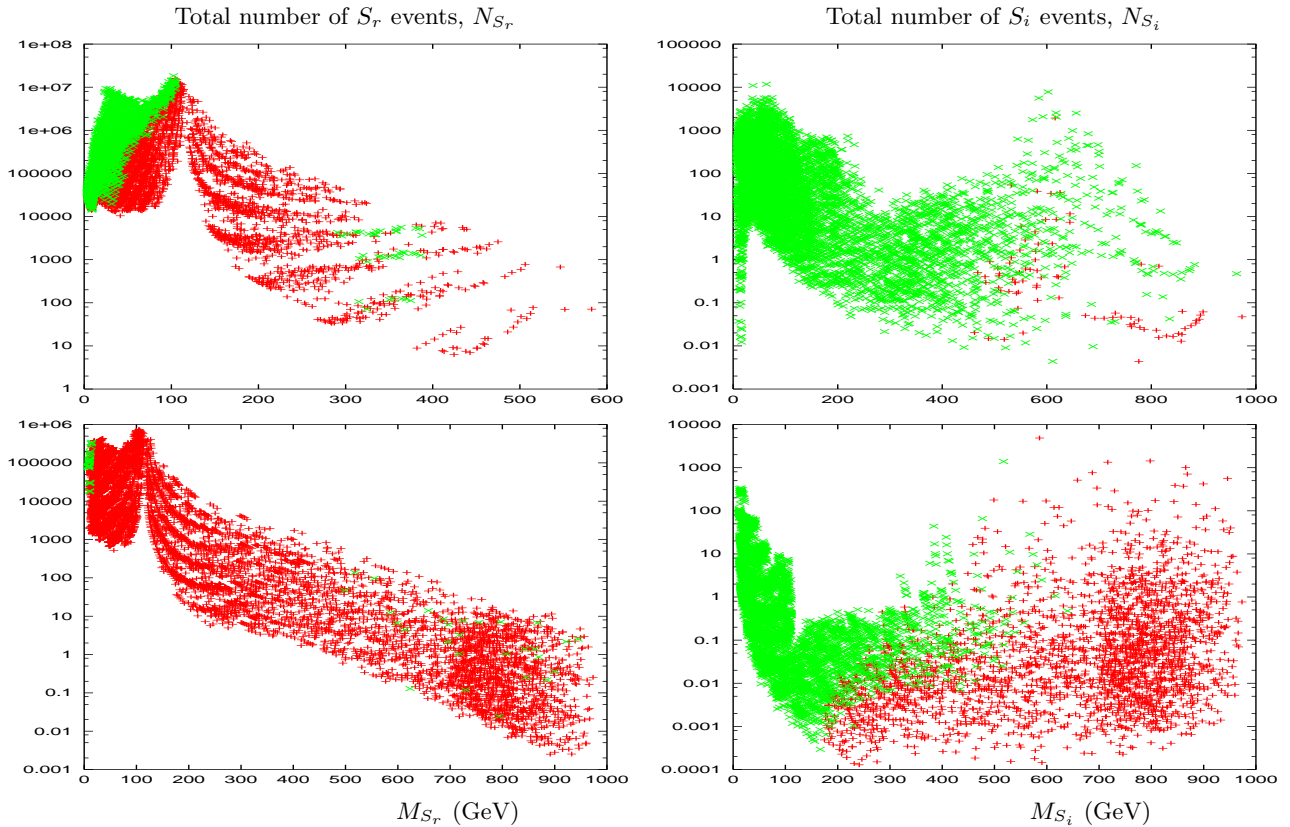 Total number of $S_r$ events, $N_{S_r}$
1e+08
1e+07
1e+06
100000
10000
1000
100
10
1
0 100 200 300 400 500 600
Total number of $S_i$ events, $N_{S_i}$
100000
10000
1000
100
10
1
0.1
0.01
0.001
0 200 400 600 800 1000
1e+06
100000
10000
1000
100
10
1
0.1
0.01
0.001
0 100 200 300 400 500 600 700 800 900 1000
$M_{S_r}$ (GeV)
10000
1000
100
10
1
0.1
0.01
0.001
0.0001
0 100 200 300 400 500 600 700 800 900 1000
$M_{S_i}$ (GeV)